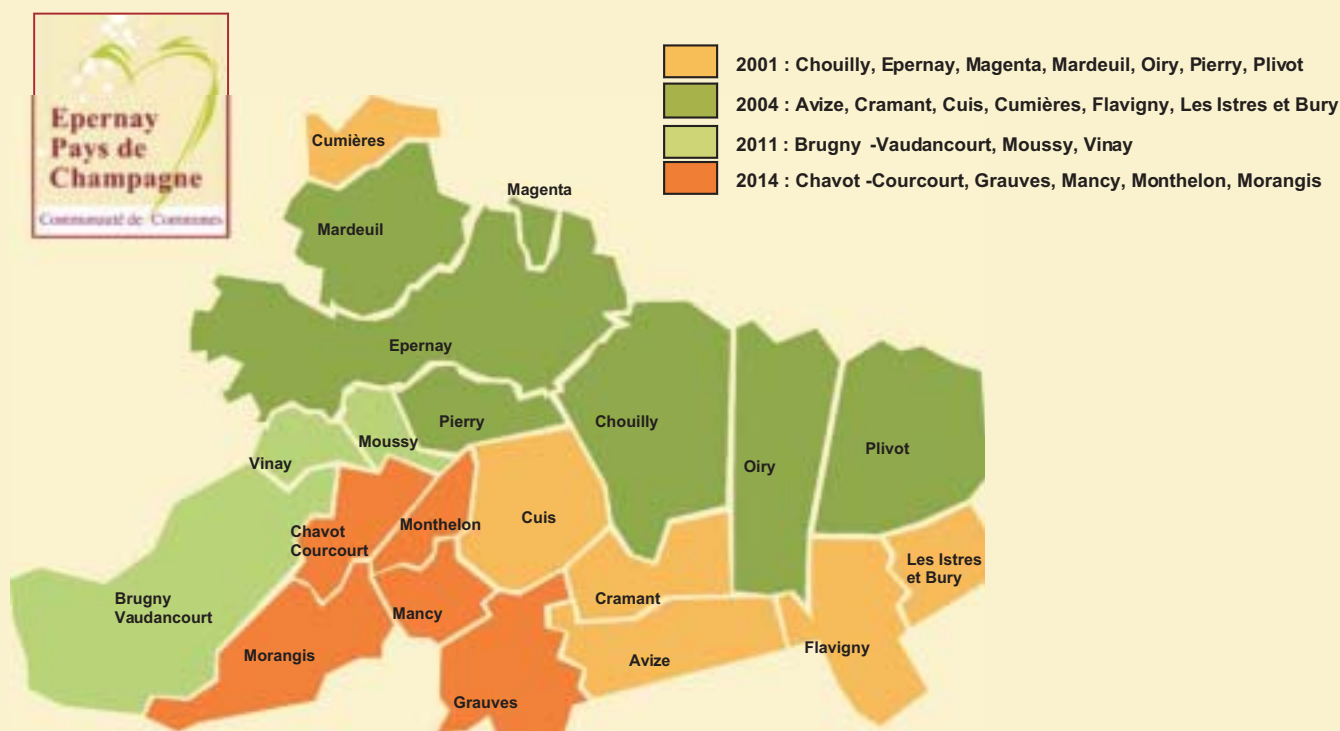 Epernay
Pays de
Champagne
Communauté de Communes
2001 : Chouilly, Epernay, Magenta, Mardeuil, Oiry, Pierry, Plivot
2004 : Avize, Cramant, Cuis, Cumières, Flavigny, Les Istres et Bury
2011 : Brugny -Vaudancourt, Moussy, Vinay
2014 : Chavot -Courcourt, Grauves, Mancy, Monthelon, Morangis
Cumières
Magenta
Mardeuil
Epernay
Pierry
Chouilly
Moussy
Vinay
Oiry
Plivot
Cuis
Monthelon
Chavot
Courcourt
Les Istres
et Bury
Brugny
Vaudancourt
Cramant
Mancy
Morangis
Avize
Flavigny
Grauves